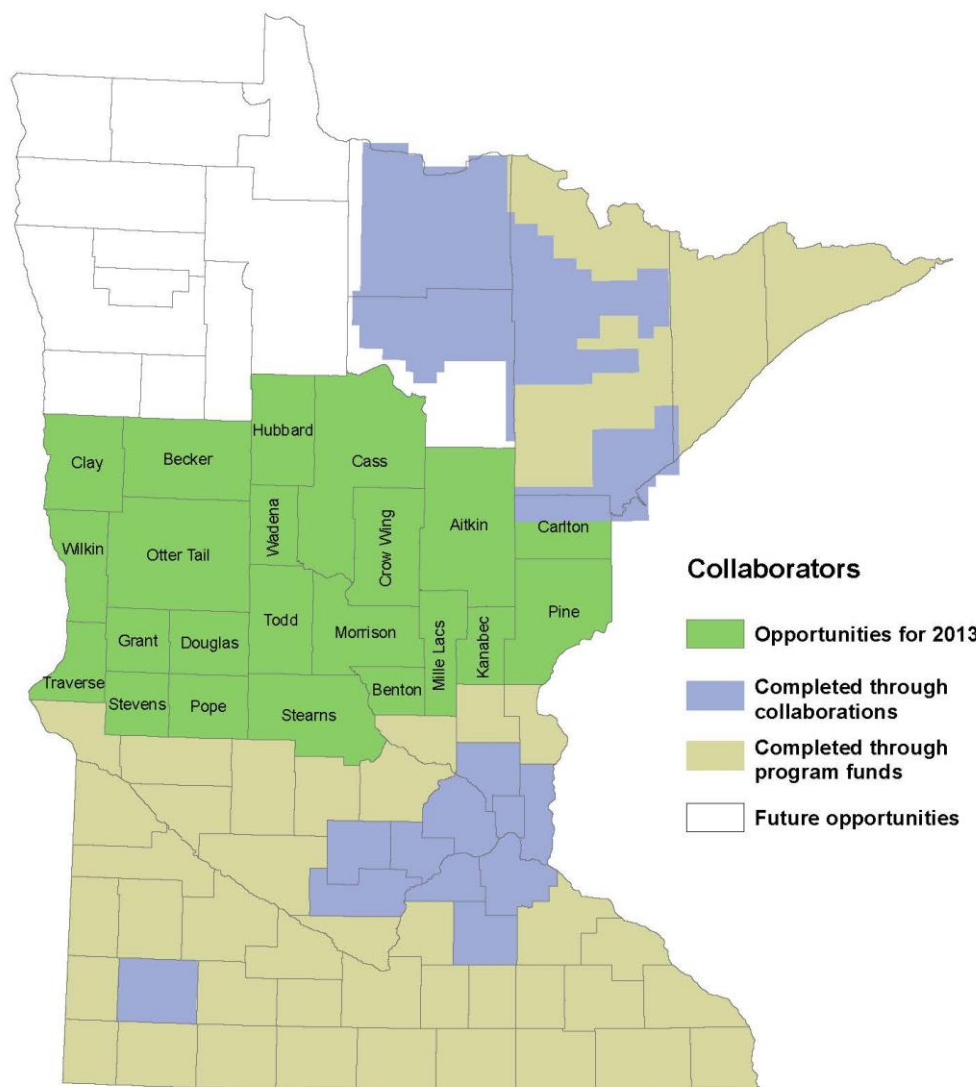 Hubbard
Clay
Becker
Cass
Wadena
Crow Wing
Aitkin
Carlton
Wilkin
Otter Tail
Todd
Morrison
Mille Lacs
Kanabec
Pine
Grant
Douglas
Traverse
Stevens
Pope
Stearns
Benton
Collaborators
Opportunities for 2013
Completed through
collaborations
Completed through
program funds
Future opportunities